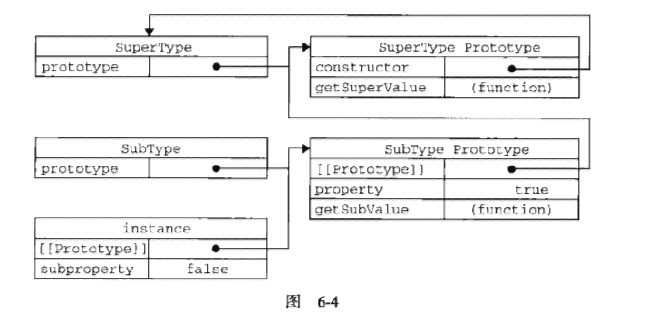 SuperType
prototype
SuperType Prototype
constructor
getSuperValue (function)
SubType
prototype
SubType Prototype
[[Prototype]]
property true
getSubValue (function)
instance
[[Prototype]]
subproperty false
图 6-4